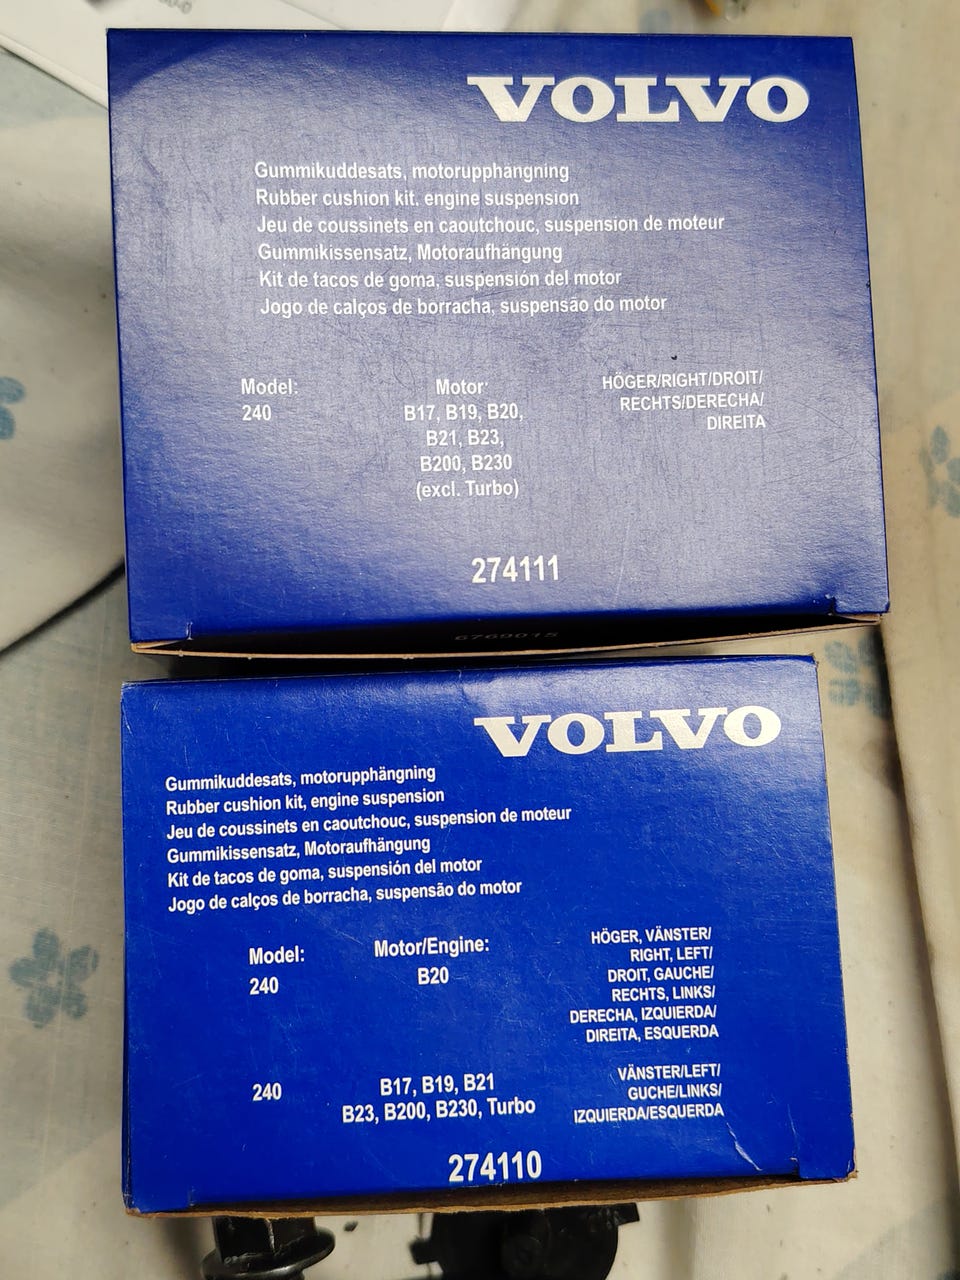 VOLVO
Gummikuddesats, motorupphängning
Rubber cushion kit, engine suspension
Jeu de coussinets en caoutchouc, suspension de moteur
Gummikissensatz, Motoraufhängung
Kit de tacos de goma, suspensión del motor
Jogo de calços de borracha, suspensão do motor
Model:
240
Motor
B17, B19, B20,
B21, B23,
B200, B230
(excl. Turbo)
HÖGER/RIGHT/DROIT/
RECHTS/DERECHA/
DIREITA
274111
6769015
VOLVO
Gummikuddesats, motorupphängning
Rubber cushion kit, engine suspension
Jeu de coussinets en caoutchouc, suspension de moteur
Gummikissensatz, Motoraufhängung
Kit de tacos de goma, suspensión del motor
Jogo de calços de borracha, suspensão do motor
Model:
240
Motor/Engine:
B20
HÖGER, VÄNSTER/
RIGHT, LEFT/
DROIT, GAUCHE/
RECHTS, LINKS/
DERECHA, IZQUIERDA/
DIREITA, ESQUERDA
240
B17, B19, B21
B23, B200, B230, Turbo
VÄNSTER/LEFT/
GUCHE/LINKS/
IZQUIERDA/ESQUERDA
274110